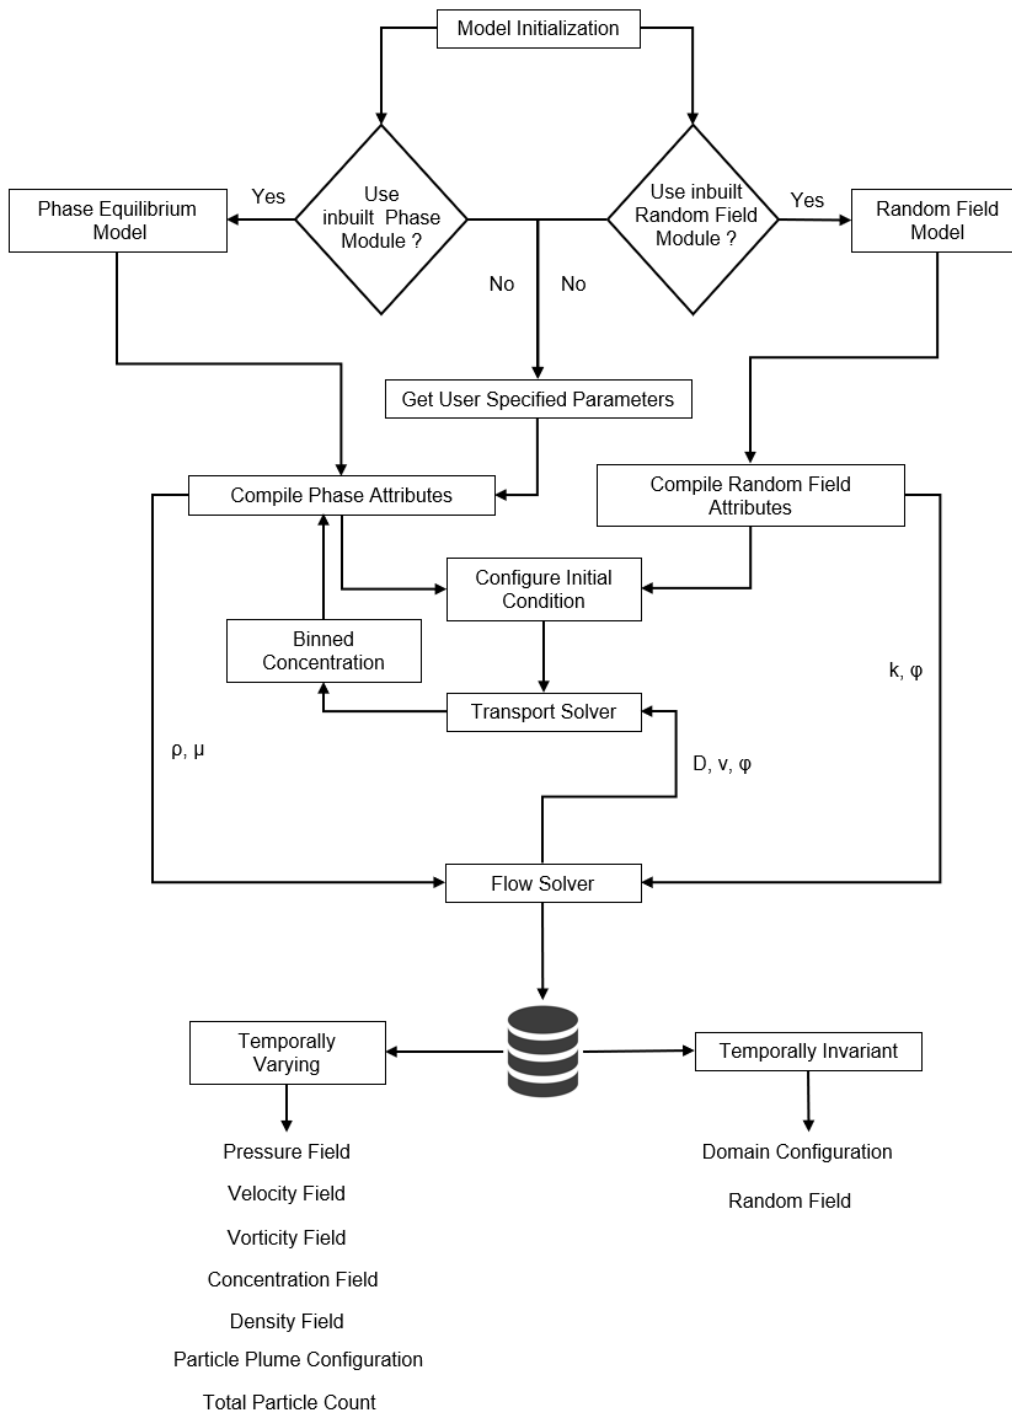 Model Initialization
Use
inbuilt Phase
Module ?
Use inbuilt
Random Field
Module ?
Yes
Yes
Phase Equilibrium
Model
Random Field
Model
No
No
Get User Specified Parameters
Compile Phase Attributes
Compile Random Field
Attributes
Configure Initial
Condition
Binned
Concentration
k, φ
Transport Solver
ρ, μ
D, v, φ
Flow Solver
Temporally
Varying
Temporally Invariant
Pressure Field
Velocity Field
Vorticity Field
Concentration Field
Density Field
Particle Plume Configuration
Total Particle Count
Domain Configuration
Random Field